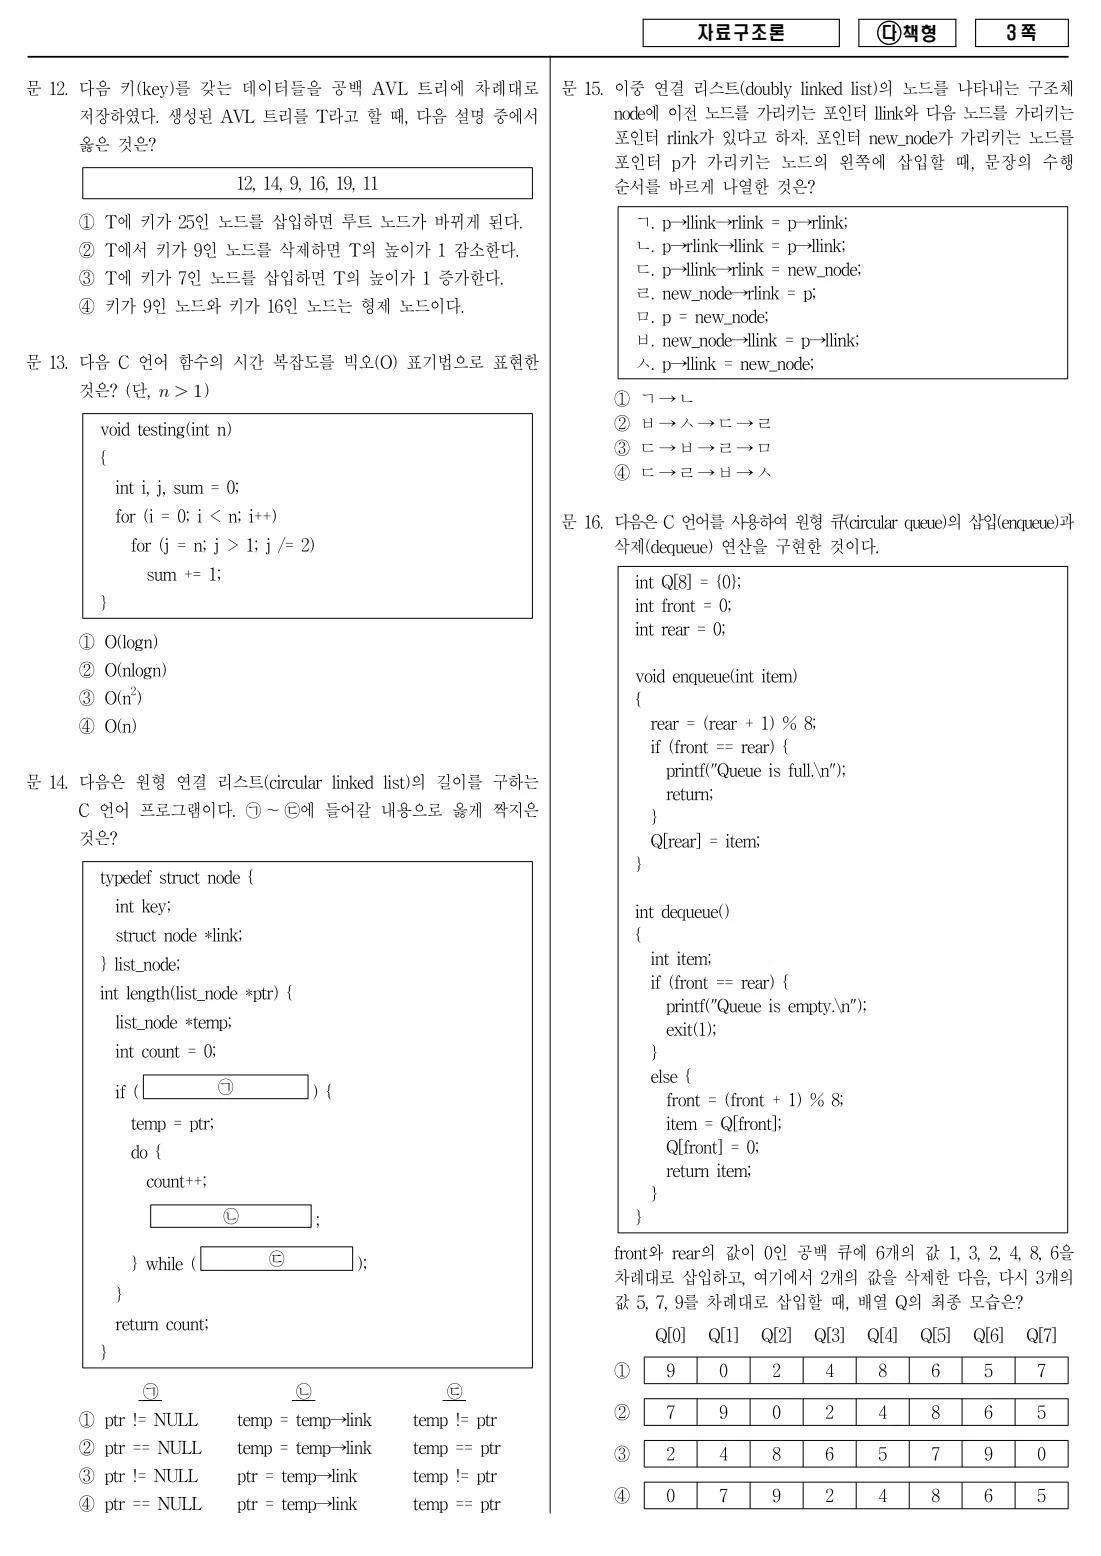 자료구조론
㉰책형
3 쪽
문 12. 다음 키(key)를 갖는 데이터들을 공백 AVL 트리에 차례대로
저장하였다. 생성된 AVL 트리를 T라고 할 때, 다음 설명 중에서
옳은 것은?
12, 14, 9, 16, 19, 11
① T에 키가 25인 노드를 삽입하면 루트 노드가 바뀌게 된다.
② T에서 키가 9인 노드를 삭제하면 T의 높이가 1 감소한다.
③ T에 키가 7인 노드를 삽입하면 T의 높이가 1 증가한다.
④ 키가 9인 노드와 키가 16인 노드는 형제 노드이다.
문 13. 다음 C 언어 함수의 시간 복잡도를 빅오(O) 표기법으로 표현한
것은? (단, n > 1)
void testing(int n)
{
int i, j, sum = 0;
for (i = 0; i < n; i++)
for (j = n; j > 1; j /= 2)
sum += 1;
}
① O(logn)
② O(nlogn)
③ O(n²)
④ O(n)
문 14. 다음은 원형 연결 리스트(circular linked list)의 길이를 구하는
C 언어 프로그램이다. ㉠ ~ ㉢에 들어갈 내용으로 옳게 짝지은
것은?
typedef struct node {
int key;
struct node *link;
} list_node;
int length(list_node *ptr) {
list_node *temp;
int count = 0;
if ( ㉠ ) {
temp = ptr;
do {
count++;
㉡ ;
} while ( ㉢ );
}
return count;
}
㉠ ㉡ ㉢
① ptr != NULL temp = temp→link temp != ptr
② ptr == NULL temp = temp→link temp == ptr
③ ptr != NULL ptr = temp→link temp != ptr
④ ptr == NULL ptr = temp→link temp == ptr
문 15. 이중 연결 리스트(doubly linked list)의 노드를 나타내는 구조체
node에 이전 노드를 가리키는 포인터 llink와 다음 노드를 가리키는
포인터 rlink가 있다고 하자. 포인터 new_node가 가리키는 노드를
포인터 p가 가리키는 노드의 왼쪽에 삽입할 때, 문장의 수행
순서를 바르게 나열한 것은?
ㄱ. p→llink→rlink = p→rlink;
ㄴ. p→rlink→llink = p→llink;
ㄷ. p→llink→rlink = new_node;
ㄹ. new_node→rlink = p;
ㅁ. p = new_node;
ㅂ. new_node→llink = p→llink;
ㅅ. p→llink = new_node;
① ㄱ→ㄴ
② ㅂ→ㅅ→ㄷ→ㄹ
③ ㄷ→ㅂ→ㄹ→ㅁ
④ ㄷ→ㄹ→ㅂ→ㅅ
문 16. 다음은 C 언어를 사용하여 원형 큐(circular queue)의 삽입(enqueue)과
삭제(dequeue) 연산을 구현한 것이다.
int Q[8] = {0};
int front = 0;
int rear = 0;
void enqueue(int item)
{
rear = (rear + 1) % 8;
if (front == rear) {
printf("Queue is full.\n");
return;
}
Q[rear] = item;
}
int dequeue()
{
int item;
if (front == rear) {
printf("Queue is empty.\n");
exit(1);
}
else {
front = (front + 1) % 8;
item = Q[front];
Q[front] = 0;
return item;
}
}
front와 rear의 값이 0인 공백 큐에 6개의 값 1, 3, 2, 4, 8, 6을
차례대로 삽입하고, 여기에서 2개의 값을 삭제한 다음, 다시 3개의
값 5, 7, 9를 차례대로 삽입할 때, 배열 Q의 최종 모습은?
Q[0] Q[1] Q[2] Q[3] Q[4] Q[5] Q[6] Q[7]
① 9 0 2 4 8 6 5 7
② 7 9 0 2 4 8 6 5
③ 2 4 8 6 5 7 9 0
④ 0 7 9 2 4 8 6 5